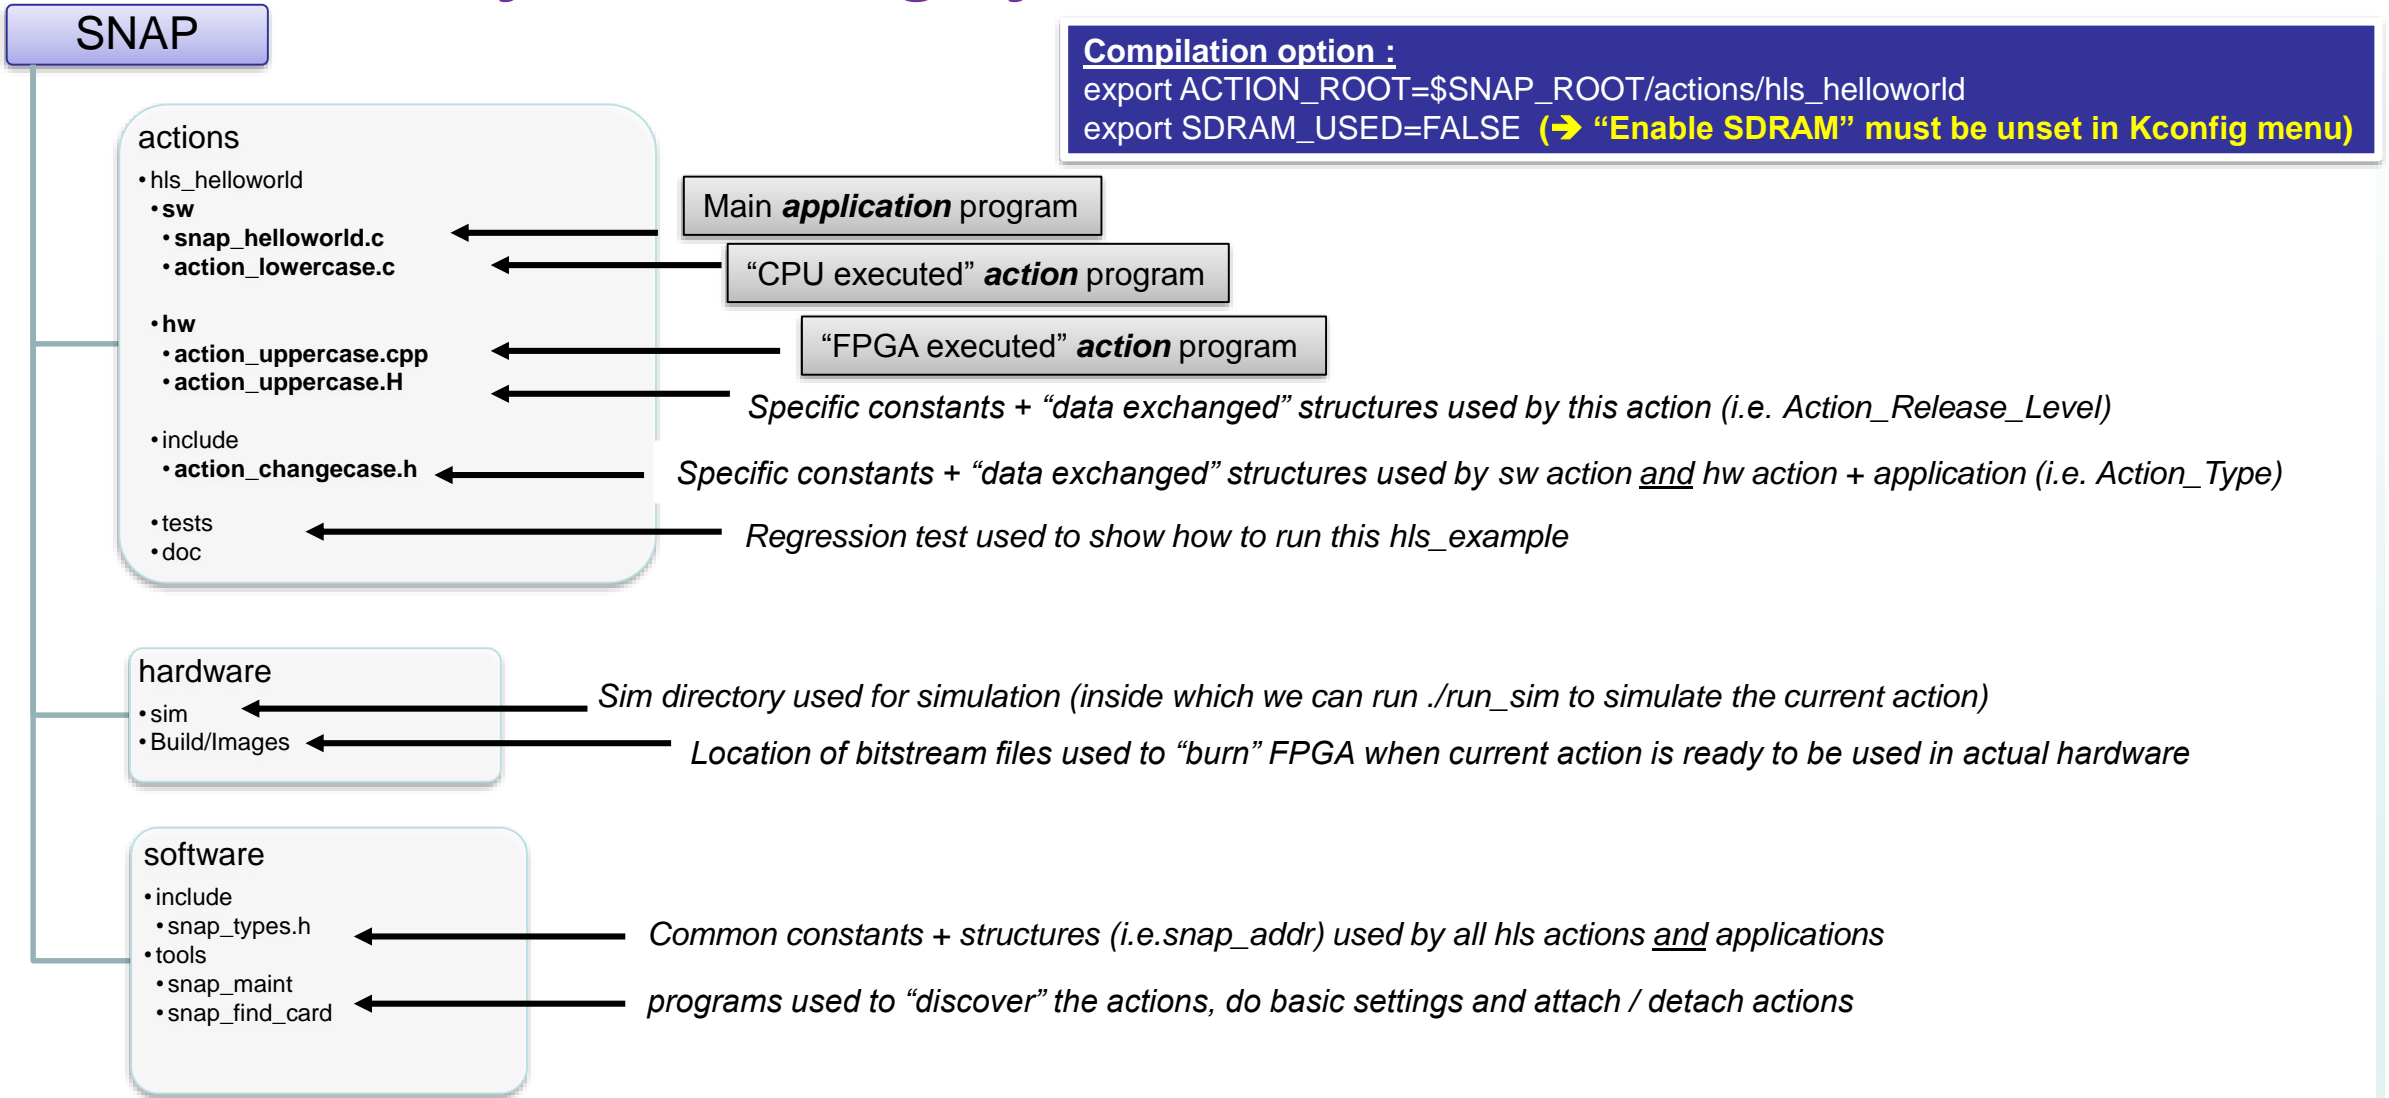 SNAP
Compilation option :
export ACTION_ROOT=$SNAP_ROOT/actions/hls_helloworld
export SDRAM_USED=FALSE (➔ “Enable SDRAM” must be unset in Kconfig menu)
actions
•hls_helloworld
•sw
•snap_helloworld.c
•action_lowercase.c
•hw
•action_uppercase.cpp
•action_uppercase.H
•include
•action_changecase.h
•tests
•doc
Main application program
“CPU executed” action program
“FPGA executed” action program
Specific constants + “data exchanged” structures used by this action (i.e. Action_Release_Level)
Specific constants + “data exchanged” structures used by sw action and hw action + application (i.e. Action_Type)
Regression test used to show how to run this hls_example
hardware
•sim
•Build/Images
Sim directory used for simulation (inside which we can run ./run_sim to simulate the current action)
Location of bitstream files used to “burn” FPGA when current action is ready to be used in actual hardware
software
•include
•snap_types.h
•tools
•snap_maint
•snap_find_card
Common constants + structures (i.e.snap_addr) used by all hls actions and applications
programs used to “discover” the actions, do basic settings and attach / detach actions